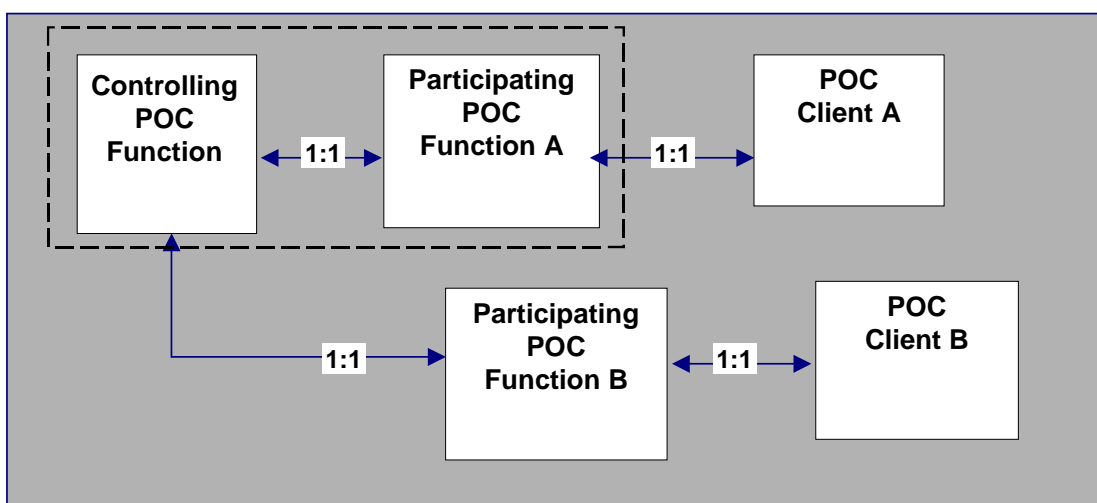 Controlling
POC
Function
1:1
Participating
POC
Function A
1:1
POC
Client A
1:1
Participating
POC
Function B
1:1
POC
Client B